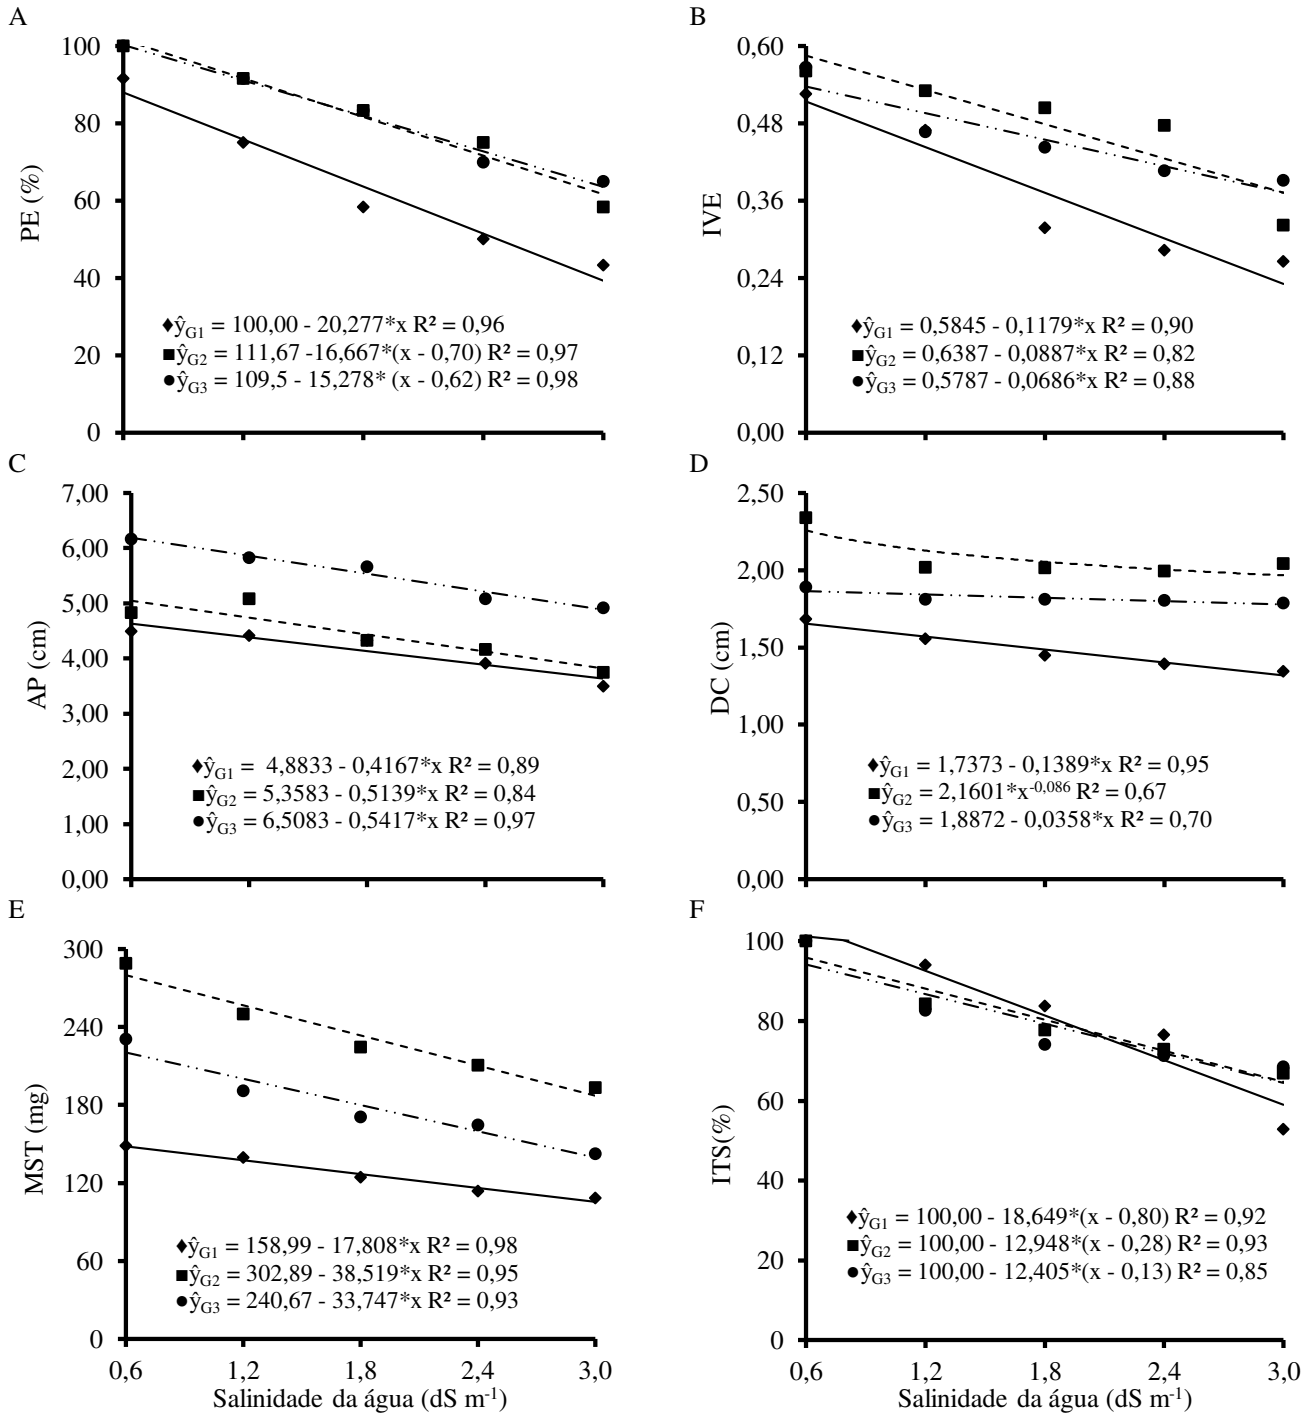 A
100
80
60
40
20
0
PE (%)
♦ŷG1 = 100,00 - 20,277*x R² = 0,96
■ŷG2 = 111,67 -16,667*(x - 0,70) R² = 0,97
●ŷG3 = 109,5 - 15,278* (x - 0,62) R² = 0,98
B
0,60
0,48
0,36
0,24
0,12
0,00
IVE
♦ŷG1 = 0,5845 - 0,1179*x R² = 0,90
■ŷG2 = 0,6387 - 0,0887*x R² = 0,82
●ŷG3 = 0,5787 - 0,0686*x R² = 0,88
C
7,00
6,00
5,00
4,00
3,00
2,00
1,00
0,00
AP (cm)
♦ŷG1 = 4,8833 - 0,4167*x R² = 0,89
■ŷG2 = 5,3583 - 0,5139*x R² = 0,84
●ŷG3 = 6,5083 - 0,5417*x R² = 0,97
D
2,50
2,00
1,50
1,00
0,50
0,00
DC (cm)
♦ŷG1 = 1,7373 - 0,1389*x R² = 0,95
■ŷG2 = 2,1601*x-0,086 R² = 0,67
●ŷG3 = 1,8872 - 0,0358*x R² = 0,70
E
300
240
180
120
60
0
MST (mg)
♦ŷG1 = 158,99 - 17,808*x R² = 0,98
■ŷG2 = 302,89 - 38,519*x R² = 0,95
●ŷG3 = 240,67 - 33,747*x R² = 0,93
0,6 1,2 1,8 2,4 3,0
Salinidade da água (dS m-1)
F
100
80
60
40
20
0
ITS(%)
♦ŷG1 = 100,00 - 18,649*(x - 0,80) R² = 0,92
■ŷG2 = 100,00 - 12,948*(x - 0,28) R² = 0,93
●ŷG3 = 100,00 - 12,405*(x - 0,13) R² = 0,85
0,6 1,2 1,8 2,4 3,0
Salinidade da água (dS m-1)